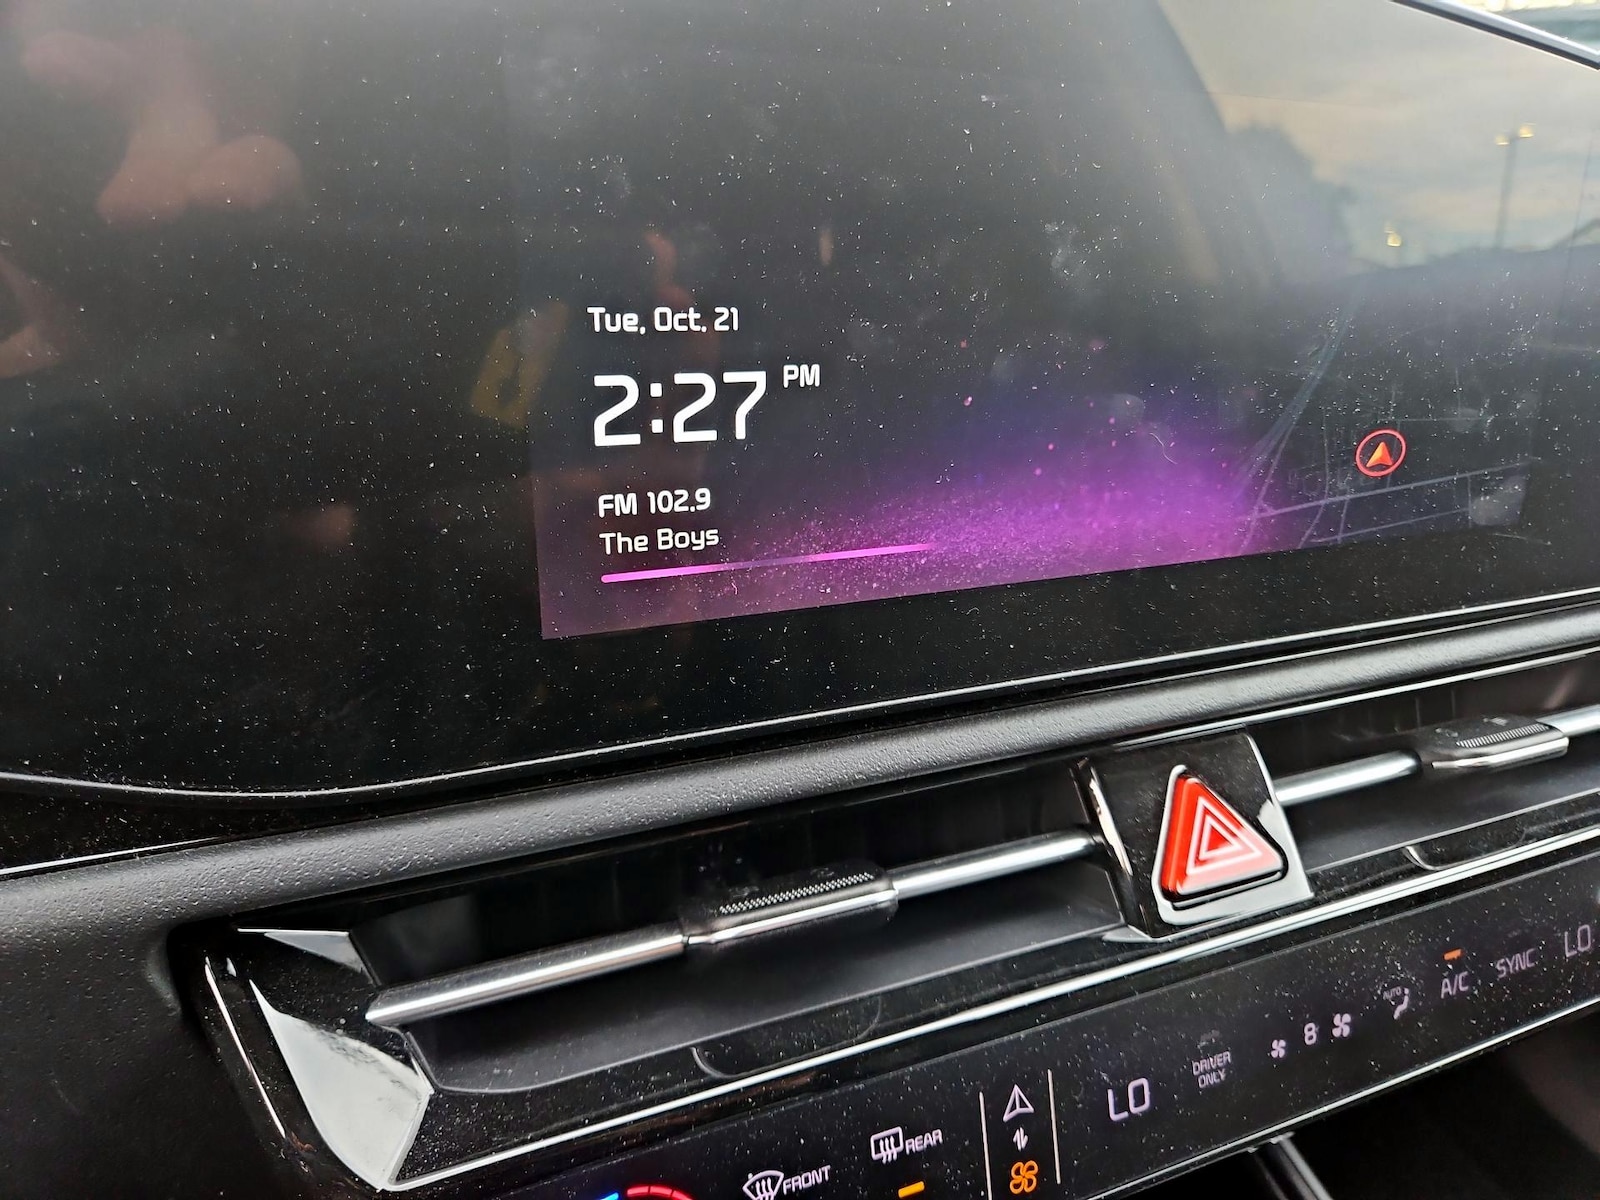 Tue, Oct. 21
2:27 PM
FM 102.9
The Boys
LO
SYNC
A/C
AUTO
8
DRIVER
ONLY
LO
REAR
FRONT